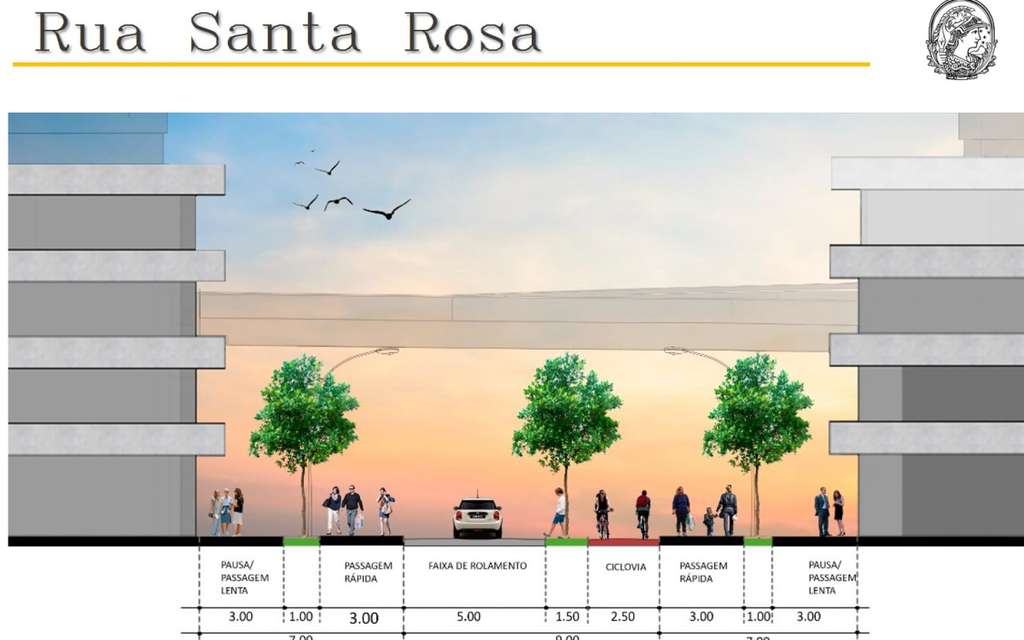 Rua Santa Rosa
PAUSA/
PASSAGEM
LENTA
PASSAGEM
RÁPIDA
FAIXA DE ROLAMENTO
CICLOVIA
PASSAGEM
RÁPIDA
PAUSA/
PASSAGEM
LENTA
3.00 1.00 3.00 5.00 1.50 2.50 3.00 1.00 3.00
7.00 9.00 7.00